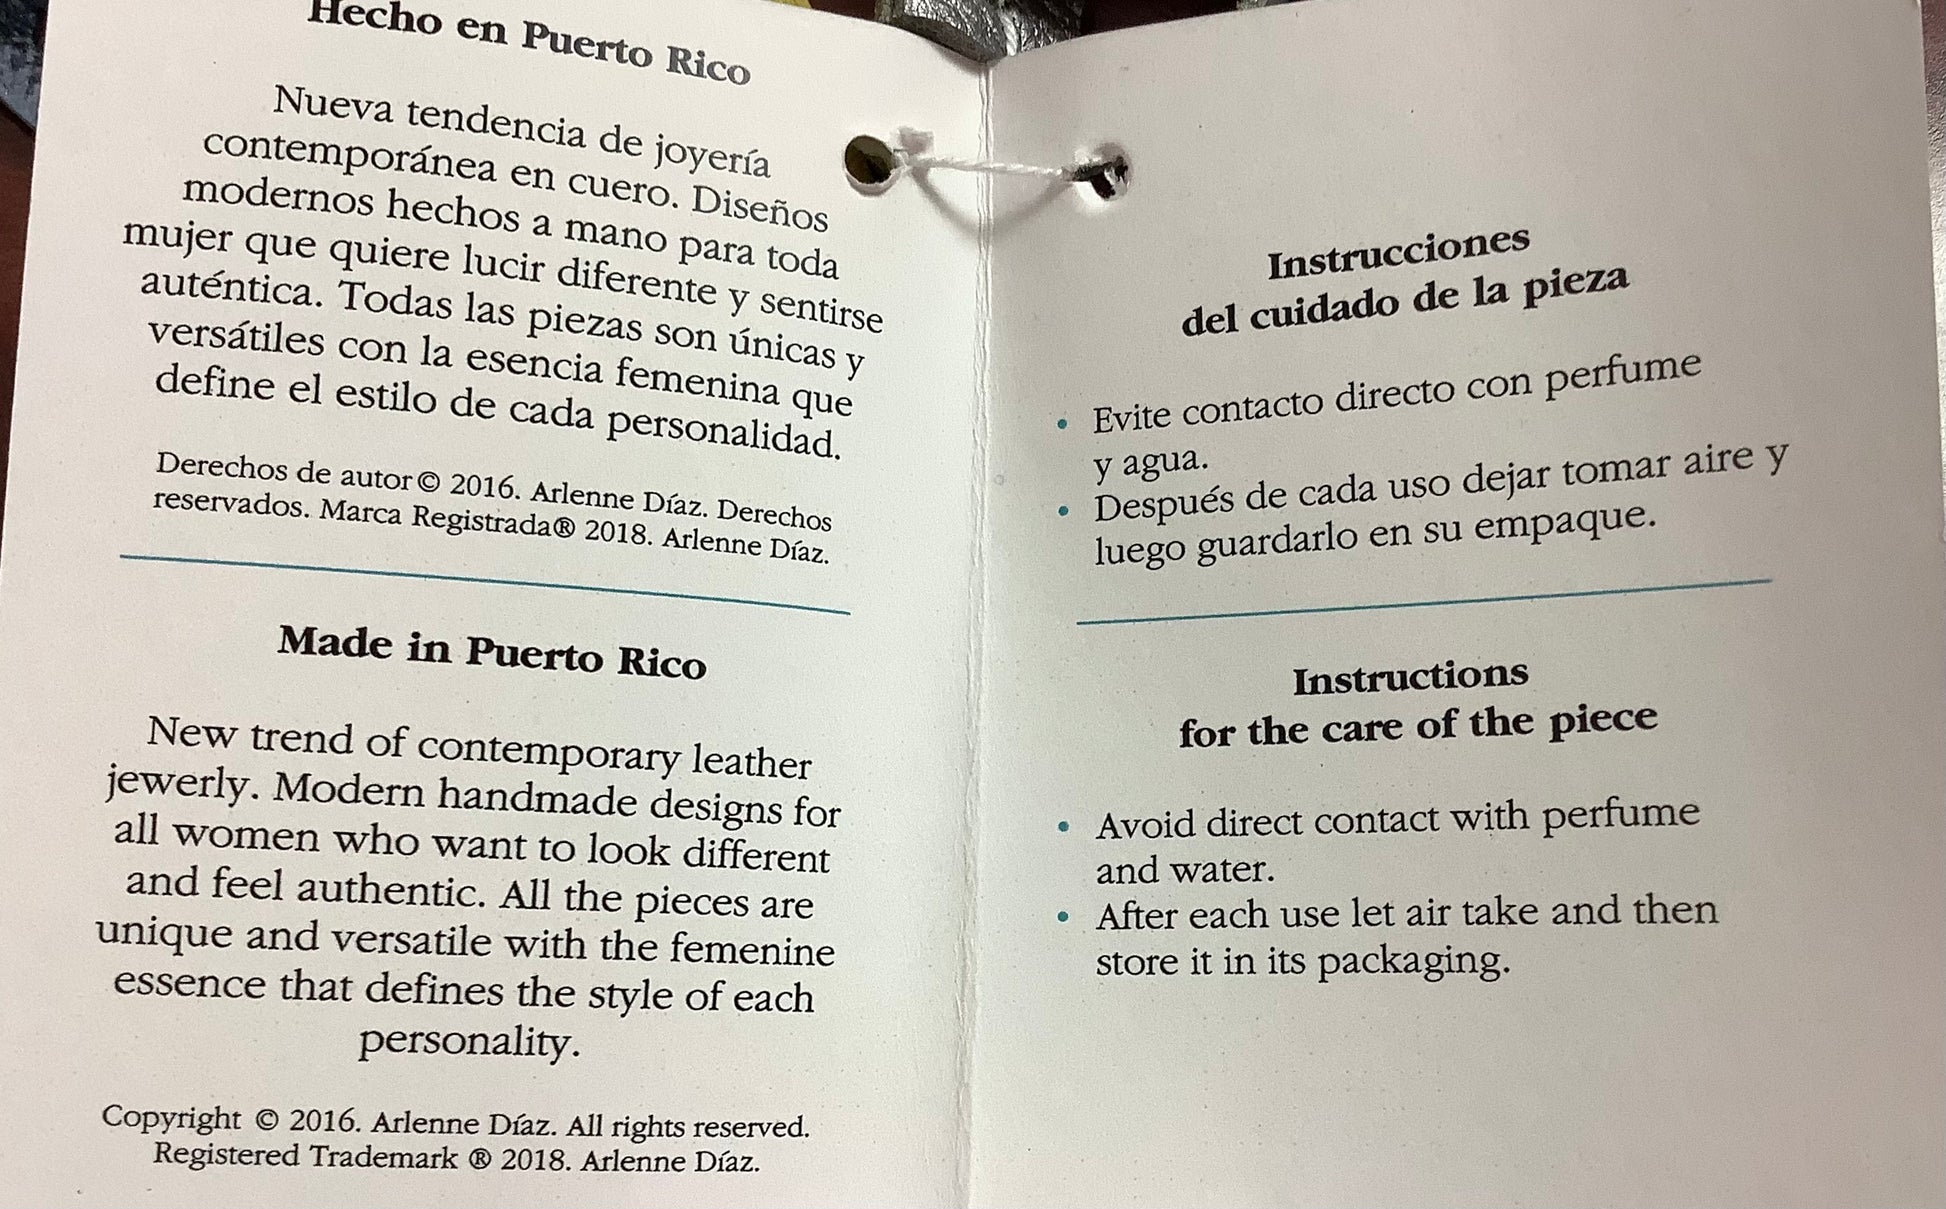 Hecho en Puerto Rico
Nueva tendencia de joyería
contemporánea en cuero. Diseños
modernos hechos a mano para toda
mujer que quiere lucir diferente y sentirse
auténtica. Todas las piezas son únicas y
versátiles con la esencia femenina que
define el estilo de cada personalidad.
Derechos de autor © 2016. Arlenne Díaz. Derechos
reservados. Marca Registrada® 2018. Arlenne Díaz.
Made in Puerto Rico
New trend of contemporary leather
jewerly. Modern handmade designs for
all women who want to look different
and feel authentic. All the pieces are
unique and versatile with the femenine
essence that defines the style of each
personality.
Copyright © 2016. Arlenne Díaz. All rights reserved.
Registered Trademark ® 2018. Arlenne Díaz.
Instrucciones
del cuidado de la pieza
• Evite contacto directo con perfume
y agua.
• Después de cada uso dejar tomar aire y
luego guardarlo en su empaque.
Instructions
for the care of the piece
• Avoid direct contact with perfume
and water.
• After each use let air take and then
store it in its packaging.